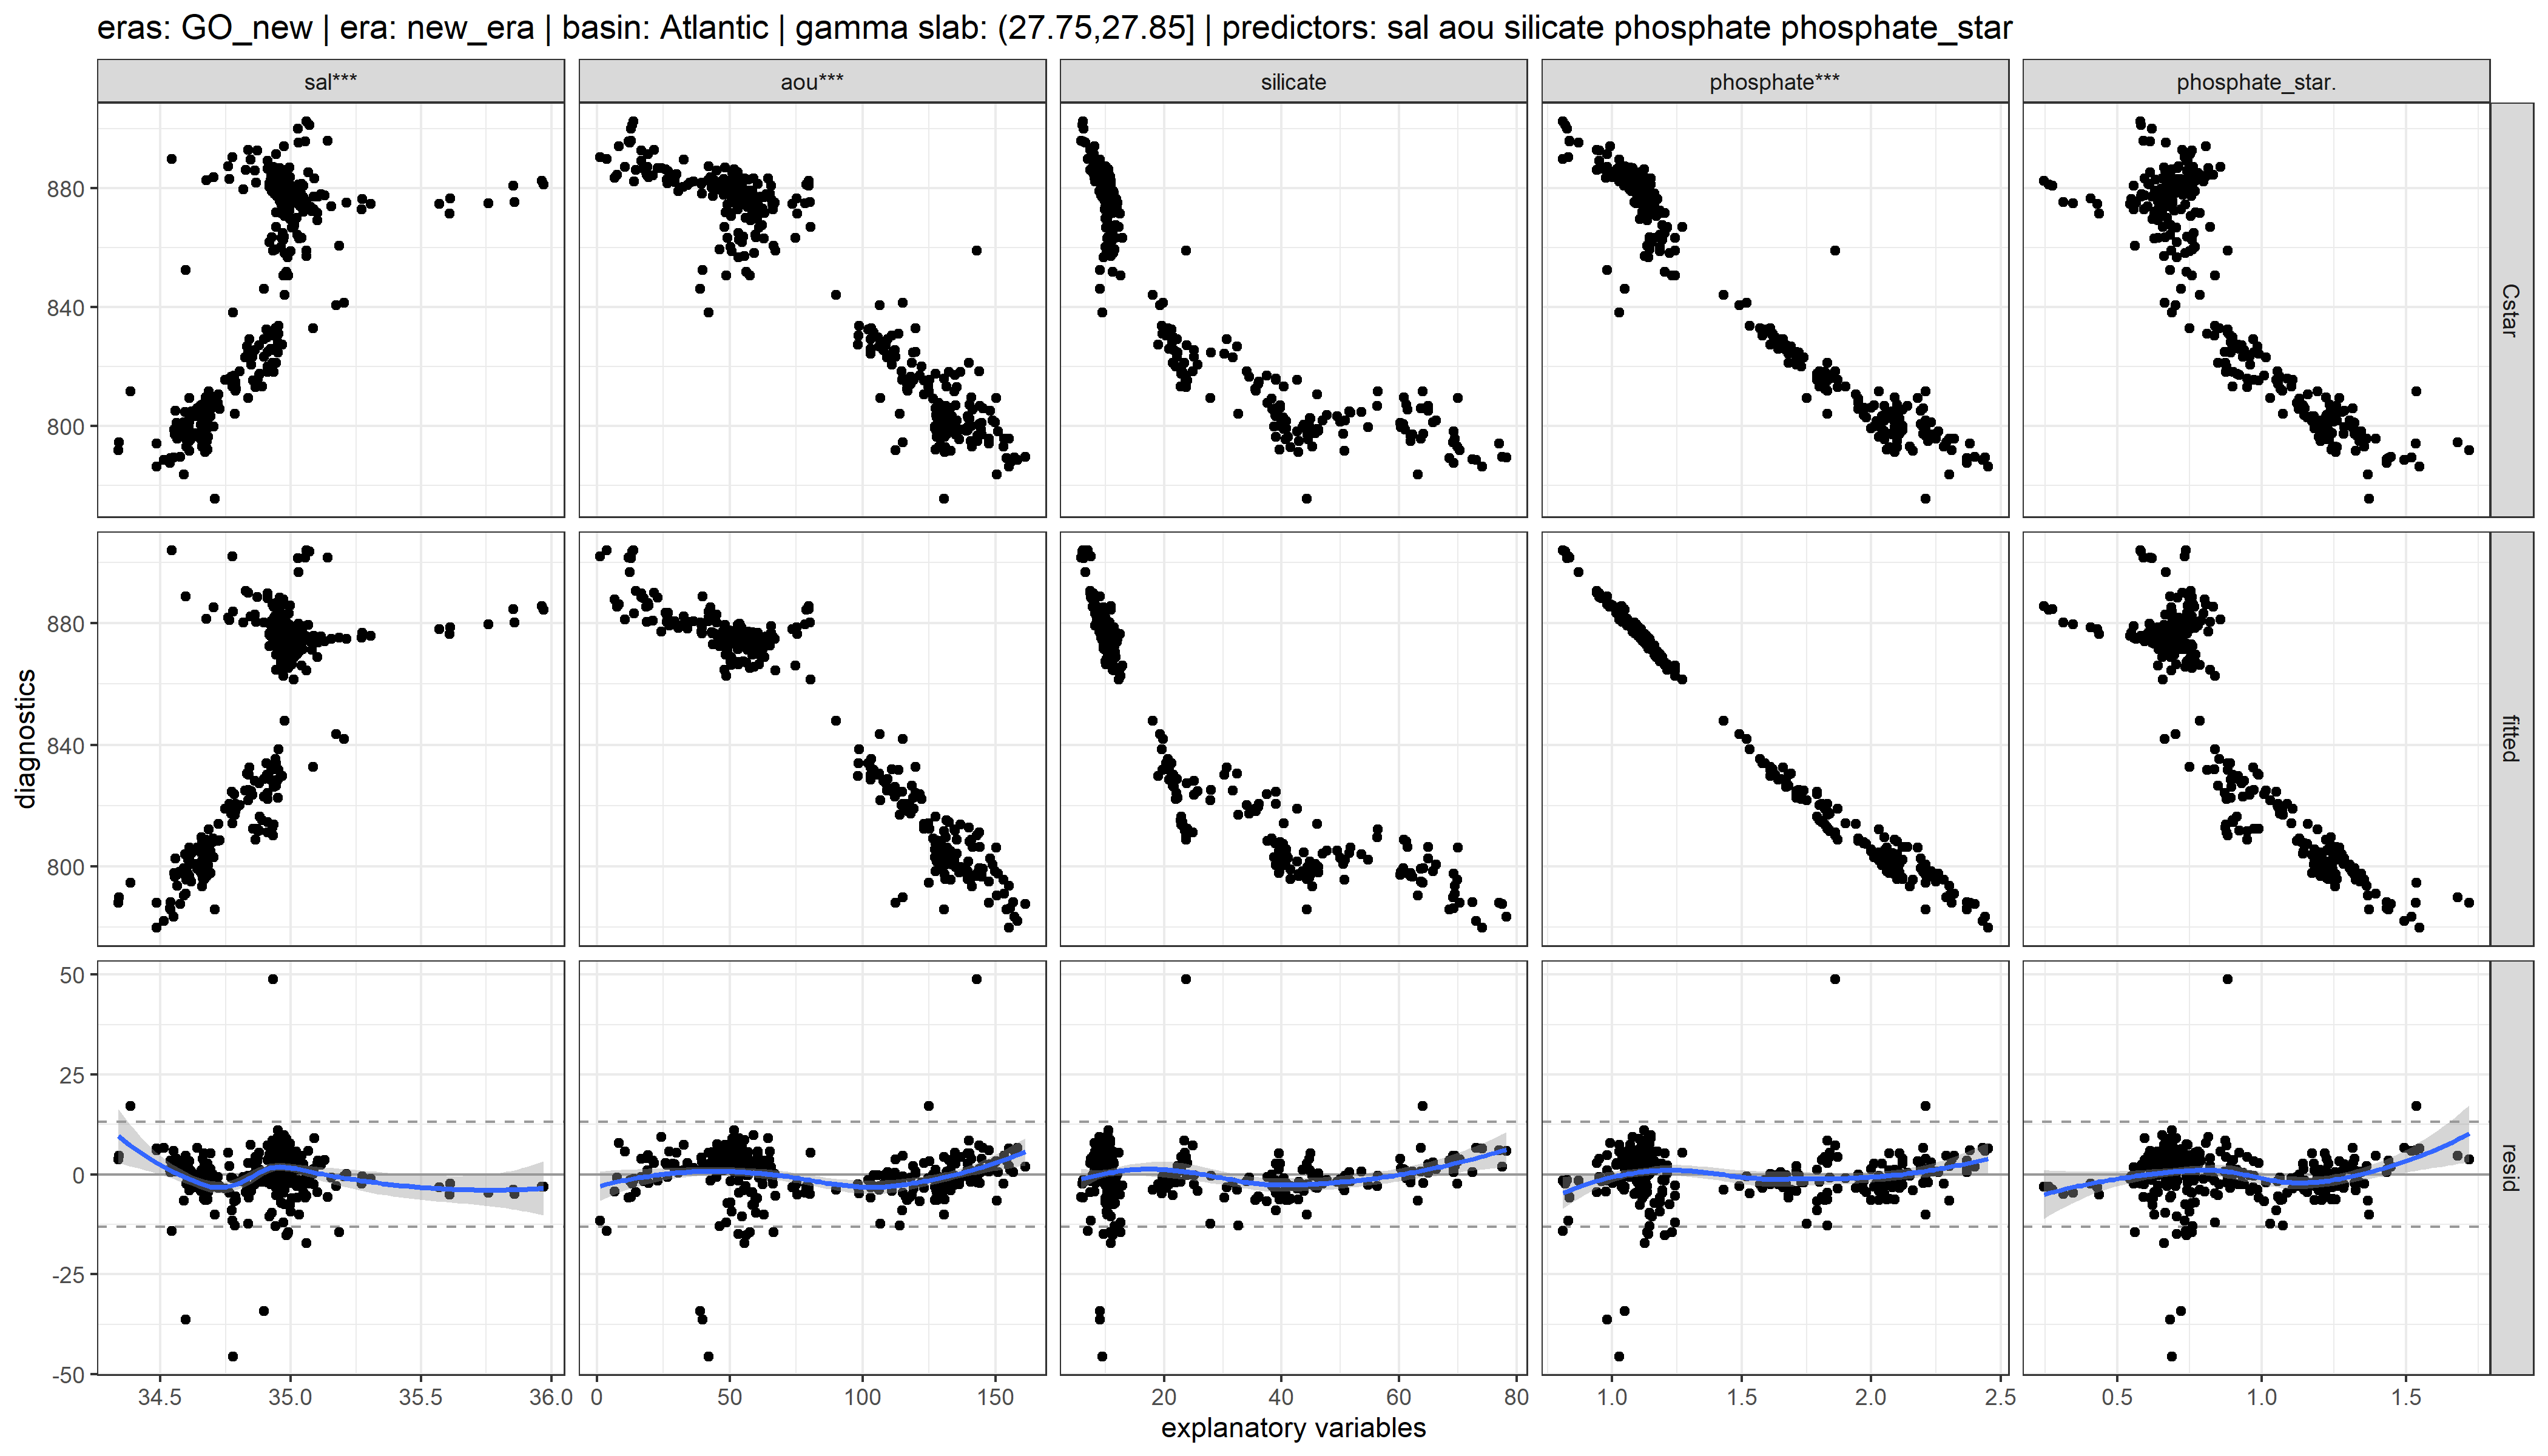 eras: GO_new | era: new_era | basin: Atlantic | gamma slab: (27.75,27.85] | predictors: sal aou silicate phosphate phosphate_star
sal*** aou*** silicate phosphate*** phosphate_star.
880
840
800
Cstar
880
840
800
fitted
diagnostics
50
25
0
-25
-50
resid
34.5 35.0 35.5 36.0 0 50 100 150 20 40 60 80 1.0 1.5 2.0 2.5 0.5 1.0 1.5
explanatory variables